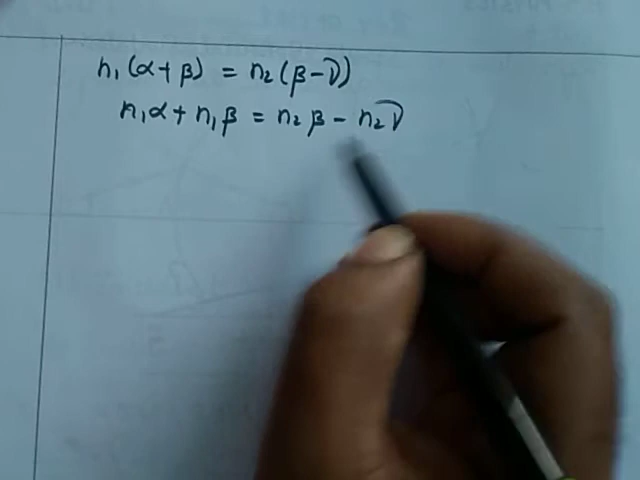 n₁(α+β) = n₂(β-γ)
n₁α + n₁β = n₂β - n₂γ